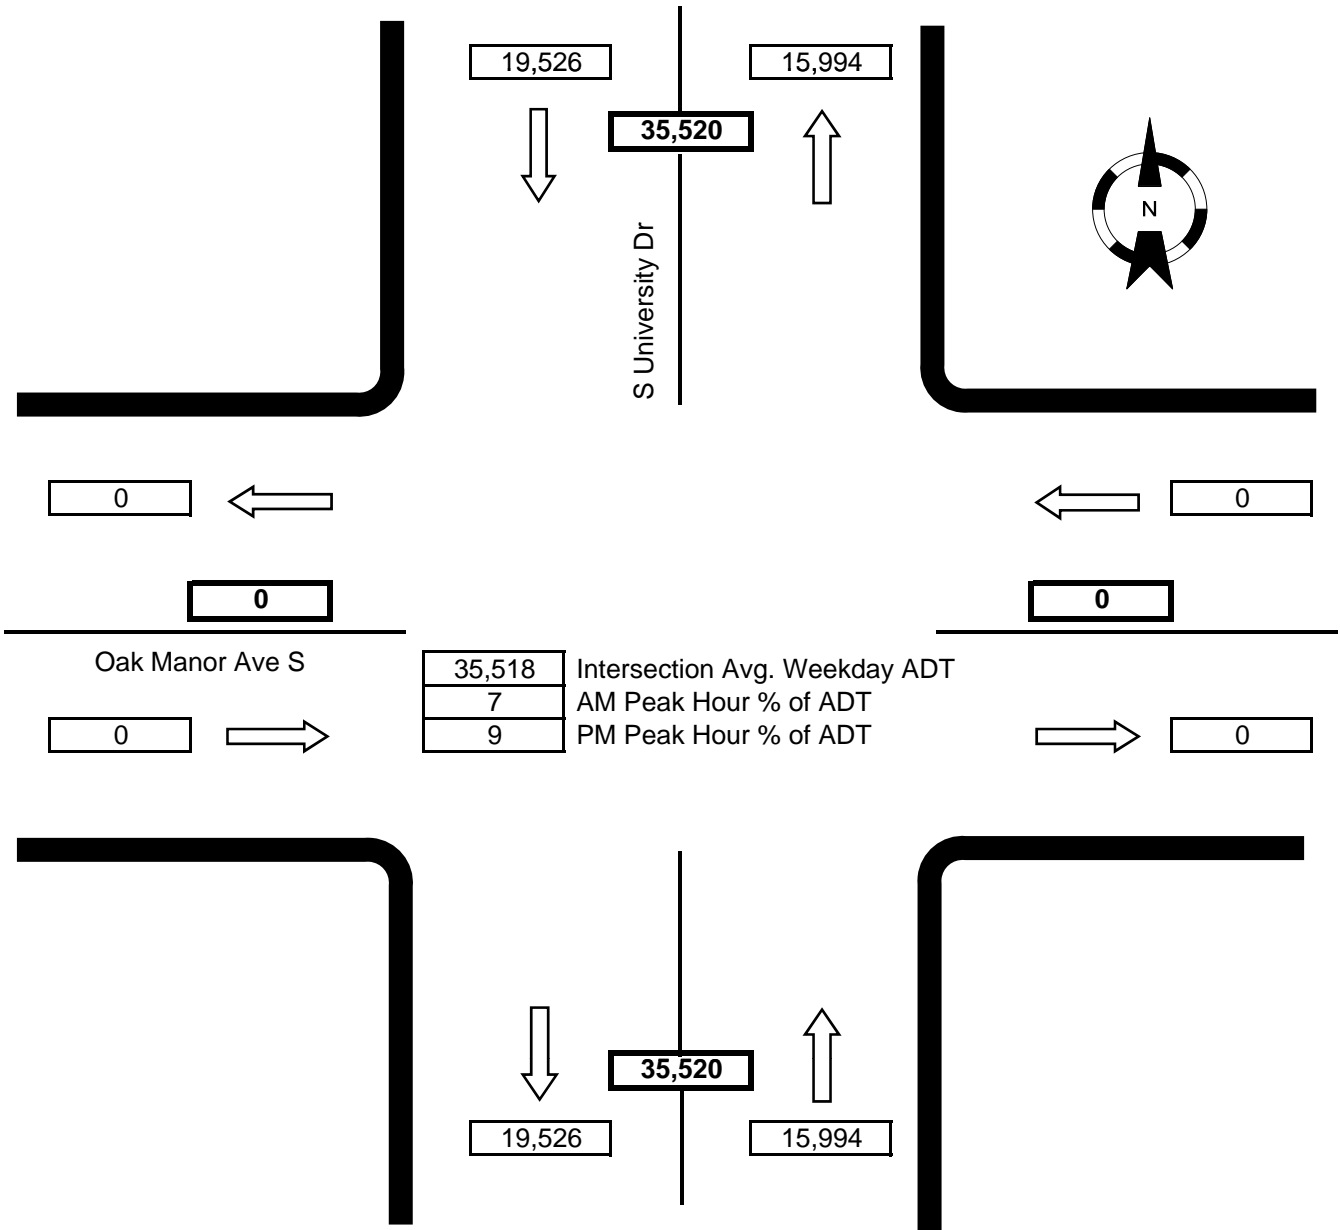 19,526
15,994
35,520
S University Dr
N
0
0
0
0
Oak Manor Ave S
35,518 Intersection Avg. Weekday ADT
7 AM Peak Hour % of ADT
9 PM Peak Hour % of ADT
0
0
35,520
19,526
15,994